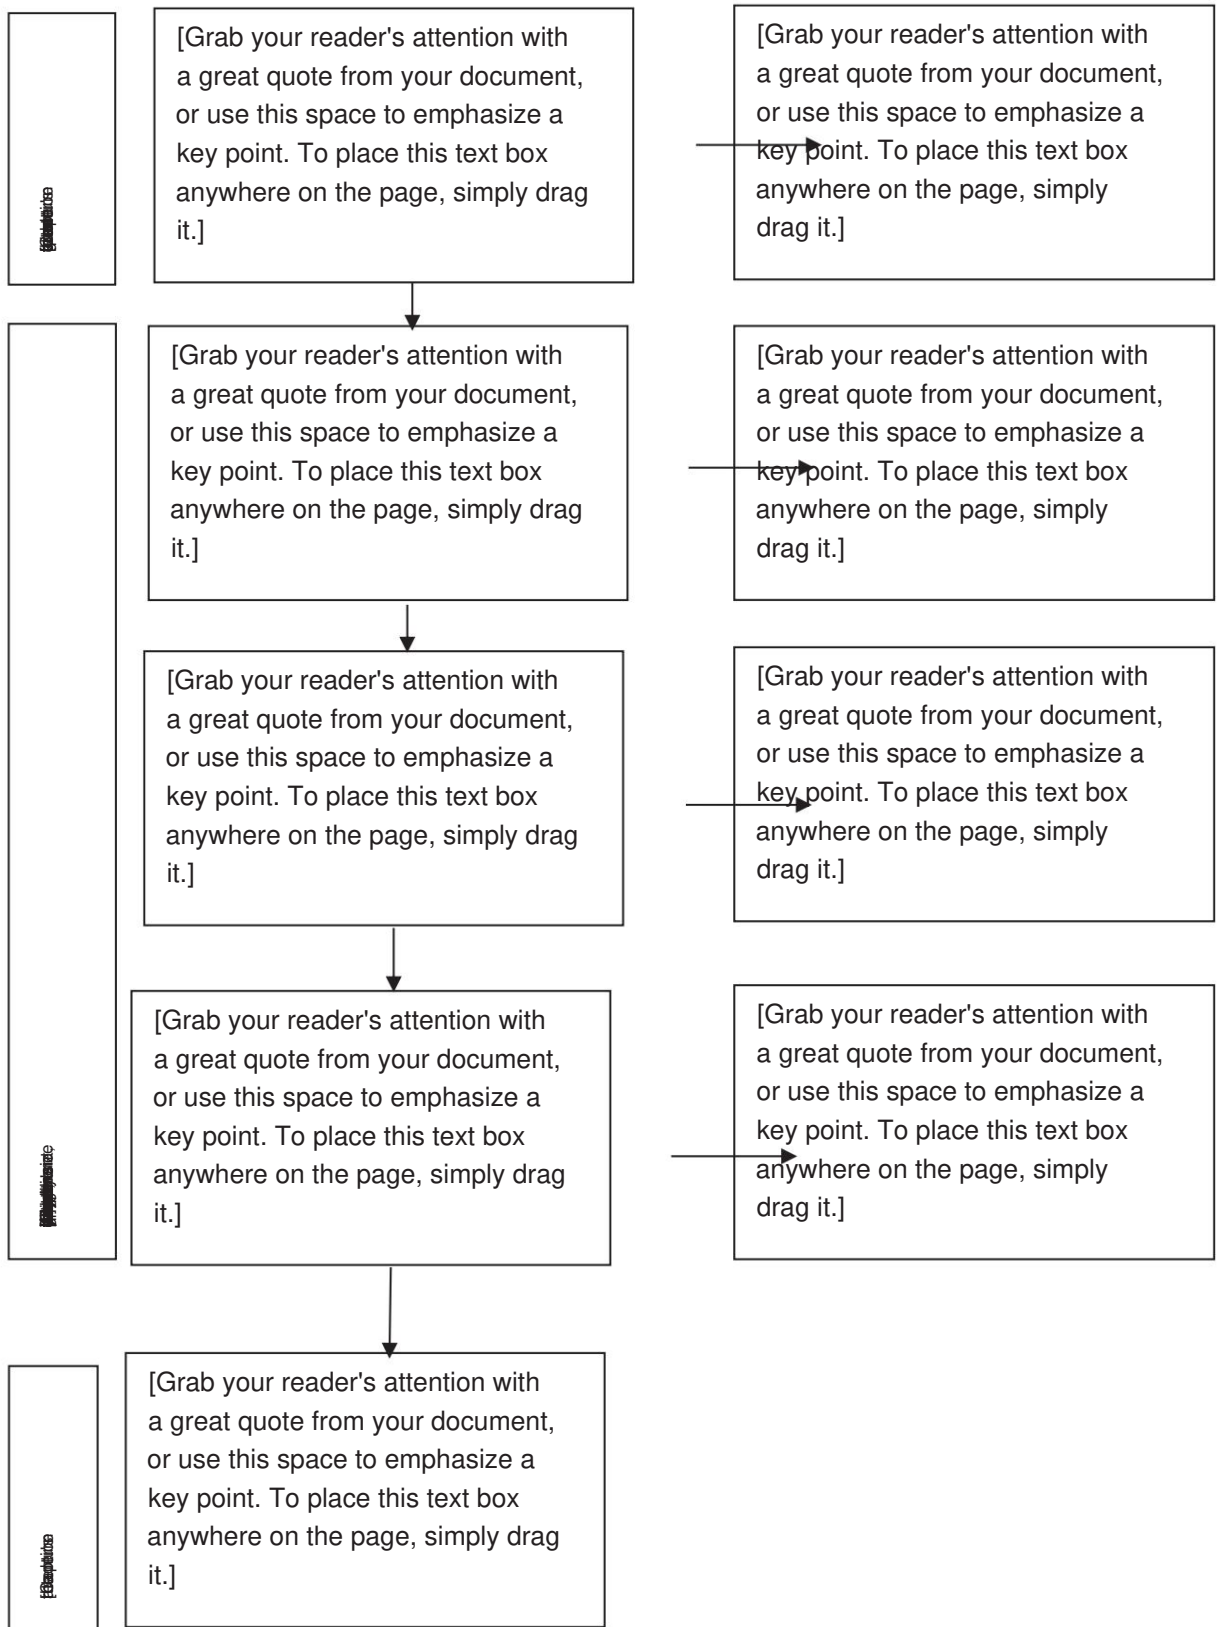 [Grab your reader's attention with
a great quote from your document,
or use this space to emphasize a
key point. To place this text box
anywhere on the page, simply drag
it.]
[Grab your reader's attention with
a great quote from your document,
or use this space to emphasize a
key point. To place this text box
anywhere on the page, simply
drag it.]
[Grab your reader's attention with
a great quote from your document,
or use this space to emphasize a
key point. To place this text box
anywhere on the page, simply drag
it.]
[Grab your reader's attention with
a great quote from your document,
or use this space to emphasize a
key point. To place this text box
anywhere on the page, simply
drag it.]
[Grab your reader's attention with
a great quote from your document,
or use this space to emphasize a
key point. To place this text box
anywhere on the page, simply drag
it.]
[Grab your reader's attention with
a great quote from your document,
or use this space to emphasize a
key point. To place this text box
anywhere on the page, simply
drag it.]
[Grab your reader's attention with
a great quote from your document,
or use this space to emphasize a
key point. To place this text box
anywhere on the page, simply drag
it.]
[Grab your reader's attention with
a great quote from your document,
or use this space to emphasize a
key point. To place this text box
anywhere on the page, simply
drag it.]
[Grab your reader's attention with
a great quote from your document,
or use this space to emphasize a
key point. To place this text box
anywhere on the page, simply drag
it.]